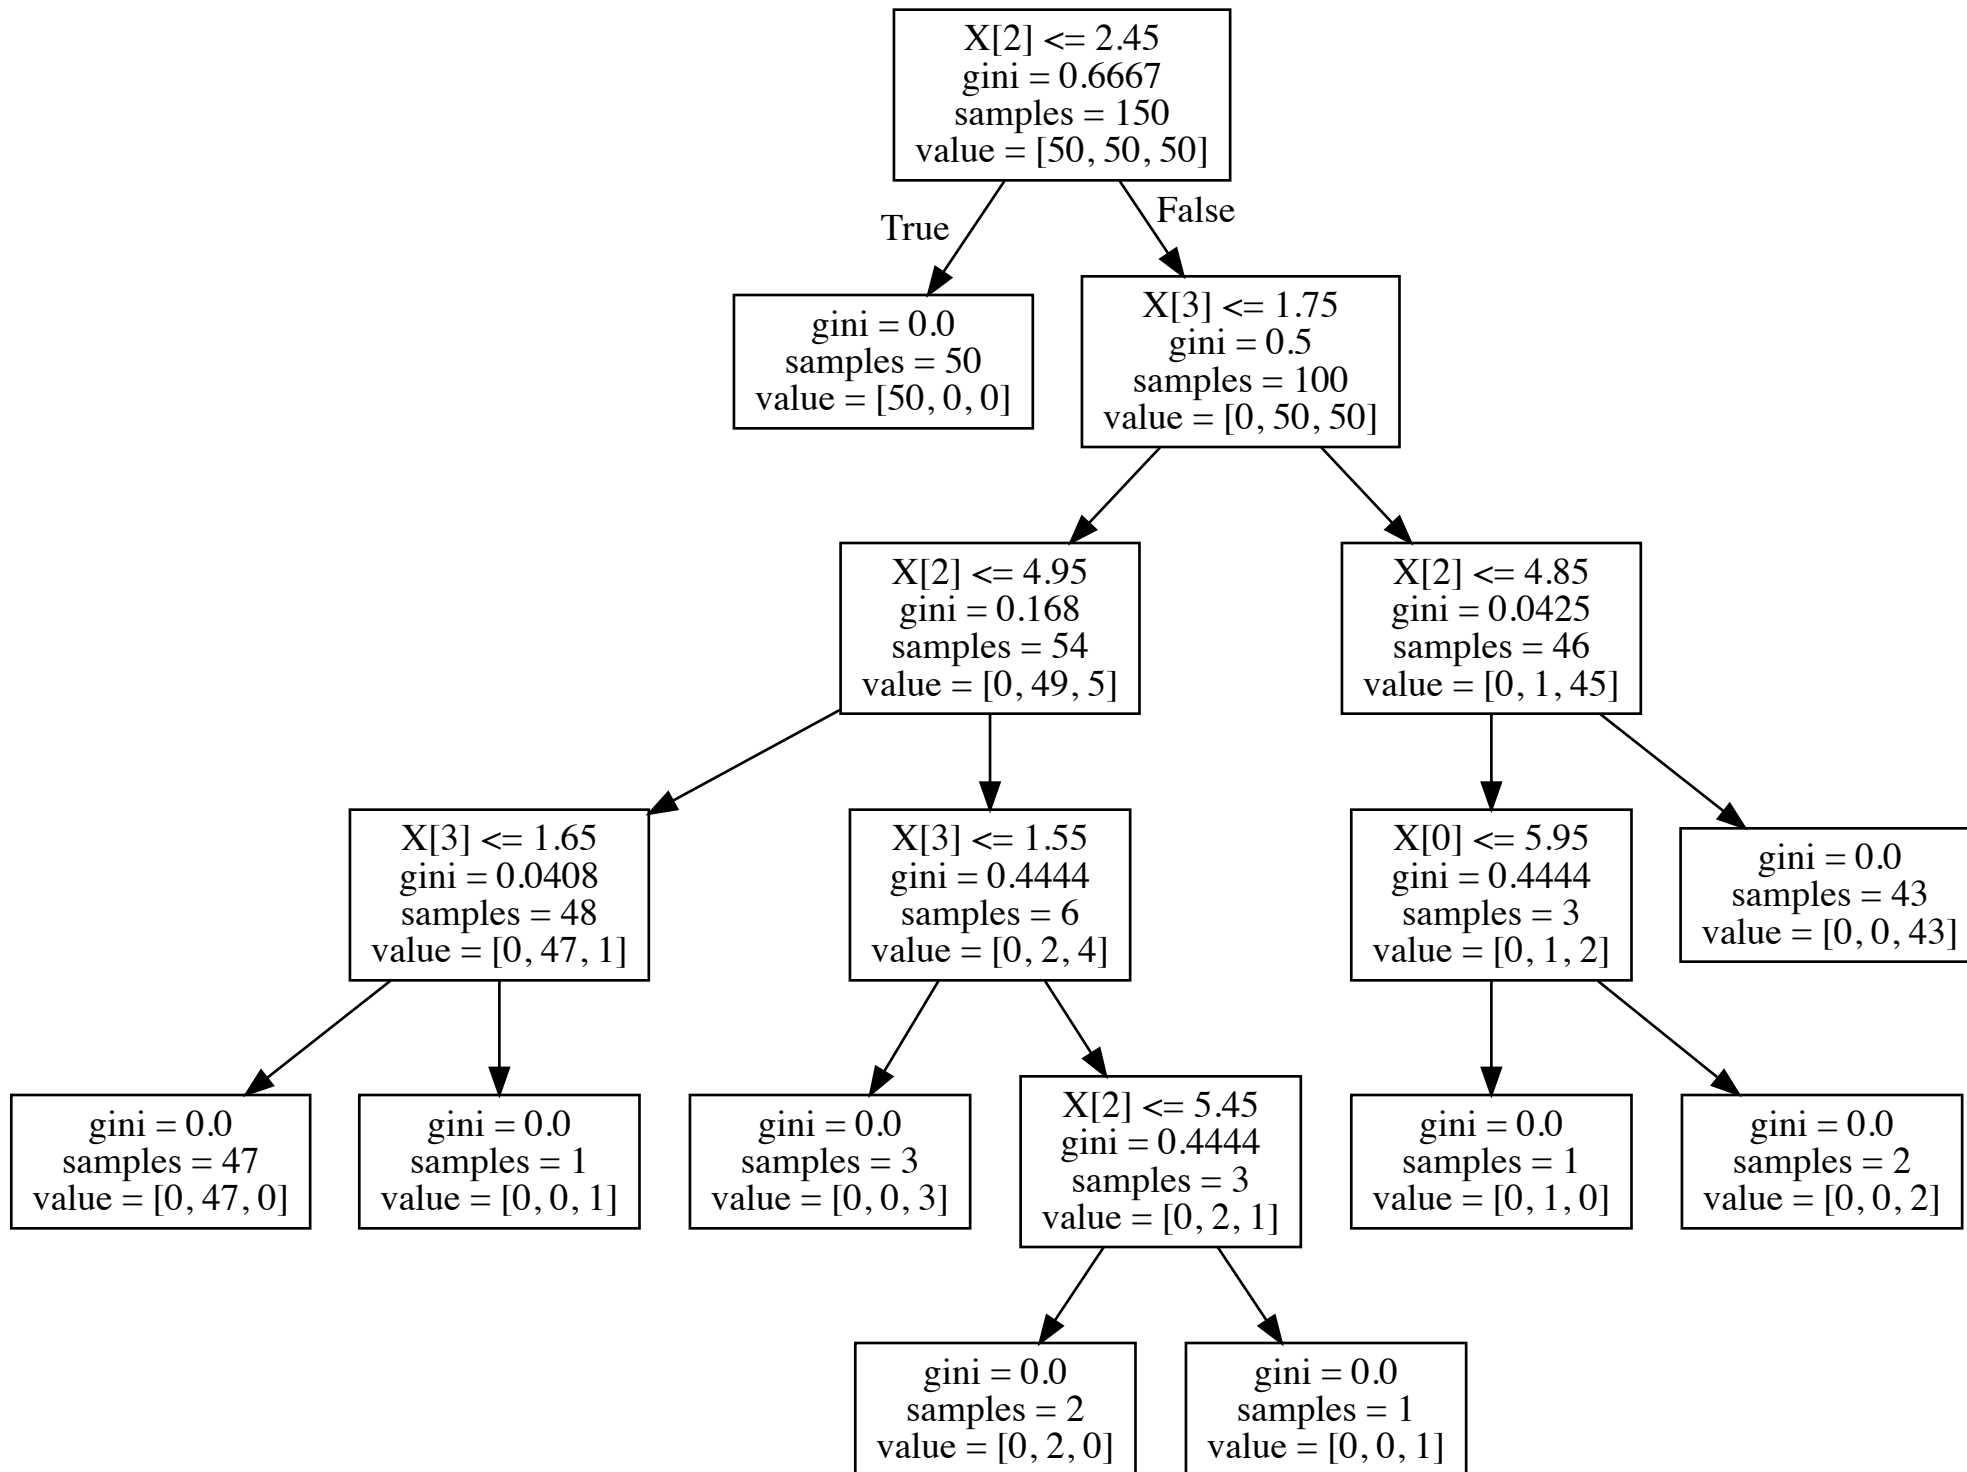 X[2] <= 2.45
gini = 0.6667
samples = 150
value = [50, 50, 50]
True
False
gini = 0.0
samples = 50
value = [50, 0, 0]
X[3] <= 1.75
gini = 0.5
samples = 100
value = [0, 50, 50]
X[2] <= 4.95
gini = 0.168
samples = 54
value = [0, 49, 5]
X[2] <= 4.85
gini = 0.0425
samples = 46
value = [0, 1, 45]
X[3] <= 1.65
gini = 0.0408
samples = 48
value = [0, 47, 1]
X[3] <= 1.55
gini = 0.4444
samples = 6
value = [0, 2, 4]
X[0] <= 5.95
gini = 0.4444
samples = 3
value = [0, 1, 2]
gini = 0.0
samples = 43
value = [0, 0, 43]
gini = 0.0
samples = 47
value = [0, 47, 0]
gini = 0.0
samples = 1
value = [0, 0, 1]
gini = 0.0
samples = 3
value = [0, 0, 3]
X[2] <= 5.45
gini = 0.4444
samples = 3
value = [0, 2, 1]
gini = 0.0
samples = 1
value = [0, 1, 0]
gini = 0.0
samples = 2
value = [0, 0, 2]
gini = 0.0
samples = 2
value = [0, 2, 0]
gini = 0.0
samples = 1
value = [0, 0, 1]